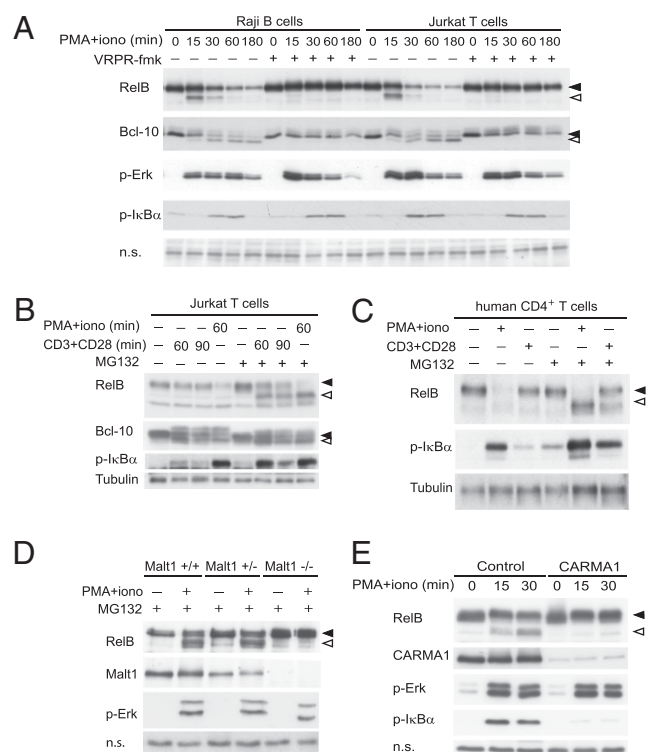 A
Raji B cells Jurkat T cells
PMA+iono (min) 0 15 30 60 180 0 15 30 60 180 0 15 30 60 180 0 15 30 60 180
VRPR-fmk – – – – – + + + + + – – – – – + + + + +
RelB
Bcl-10
p-Erk
p-IκBα
n.s.
B
Jurkat T cells
PMA+iono (min) – – – 60 – – – 60
CD3+CD28 (min) – 60 90 – – 60 90 –
MG132 – – – – + + + +
RelB
Bcl-10
p-IκBα
Tubulin
C
human CD4+ T cells
PMA+iono – + – – + –
CD3+CD28 – – + – – +
MG132 – – – + + +
RelB
p-IκBα
Tubulin
D
Malt1 +/+ Malt1 +/- Malt1 -/-
PMA+iono – + – + – +
MG132 + + + + + +
RelB
Malt1
p-Erk
n.s.
E
Control CARMA1
PMA+iono (min) 0 15 30 0 15 30
RelB
CARMA1
p-Erk
p-IκBα
n.s.